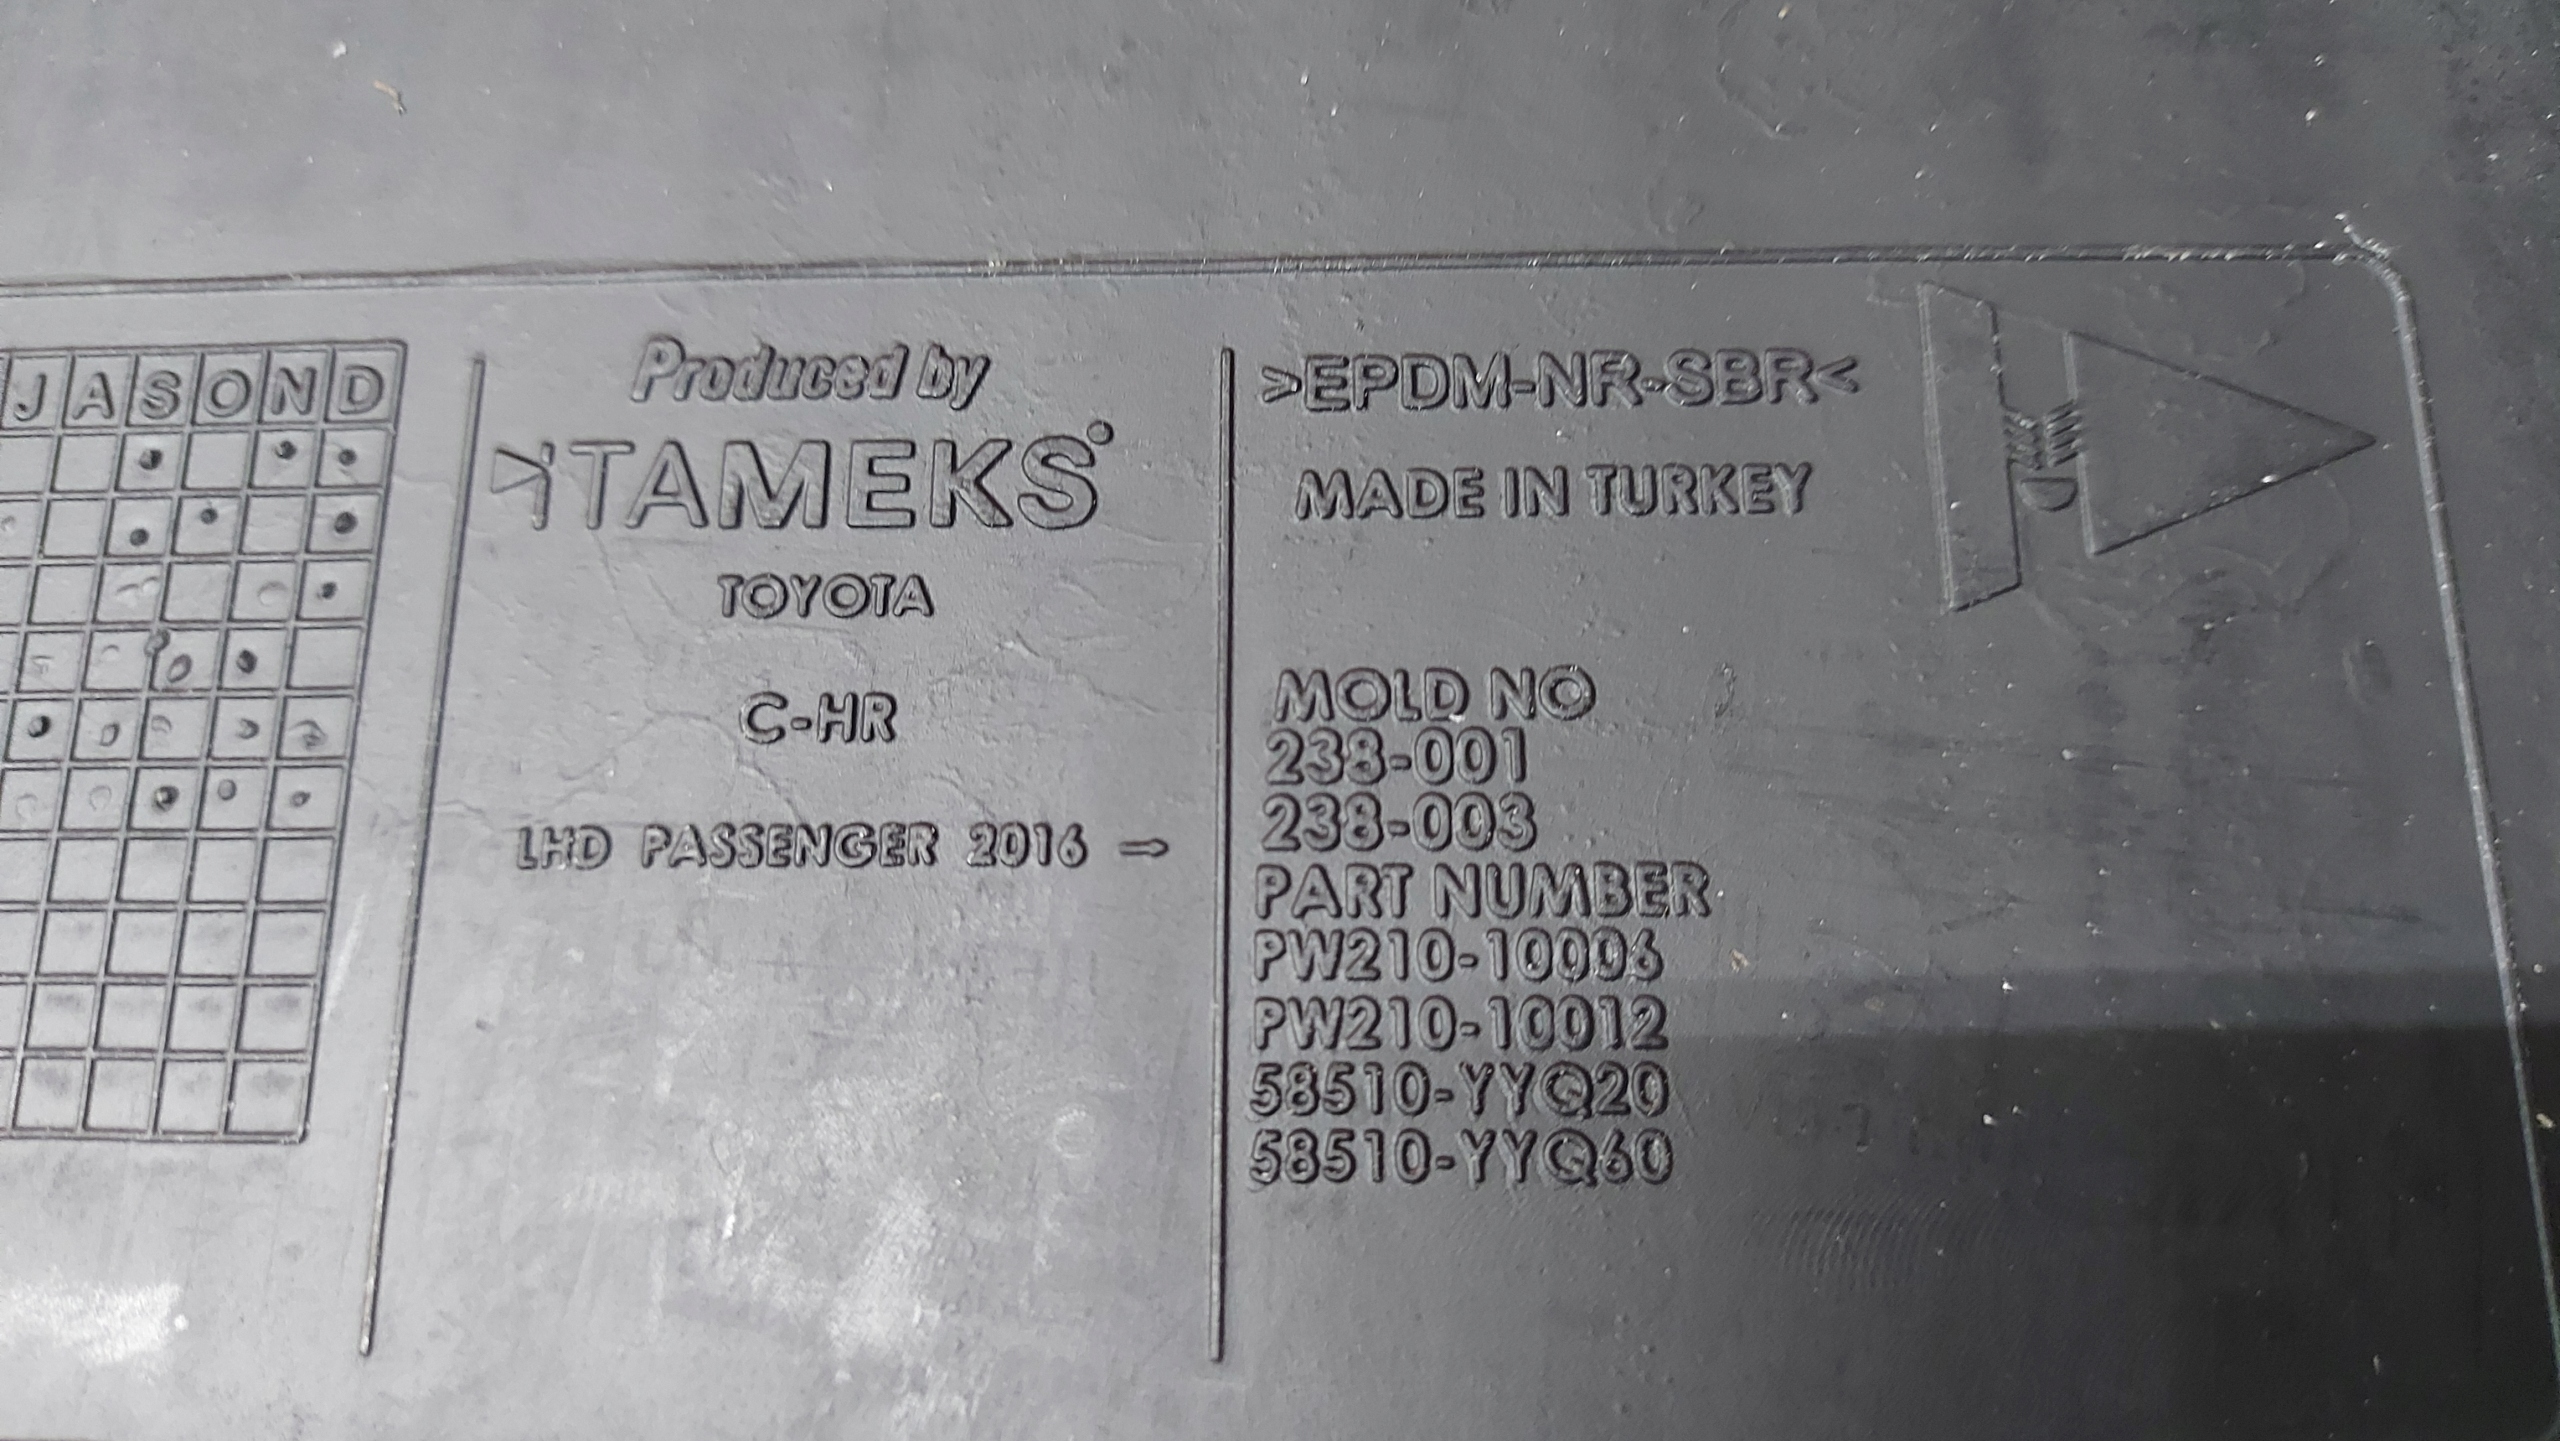 J A S O N D
Produced by
TAMEKS
TOYOTA
C-HR
LHD PASSENGER 2016 ⇒
>EPDM-NR-SBR<
MADE IN TURKEY
MOLD NO
238-001
238-003
PART NUMBER
PW210-10006
PW210-10012
58510-YYQ20
58510-YYQ60